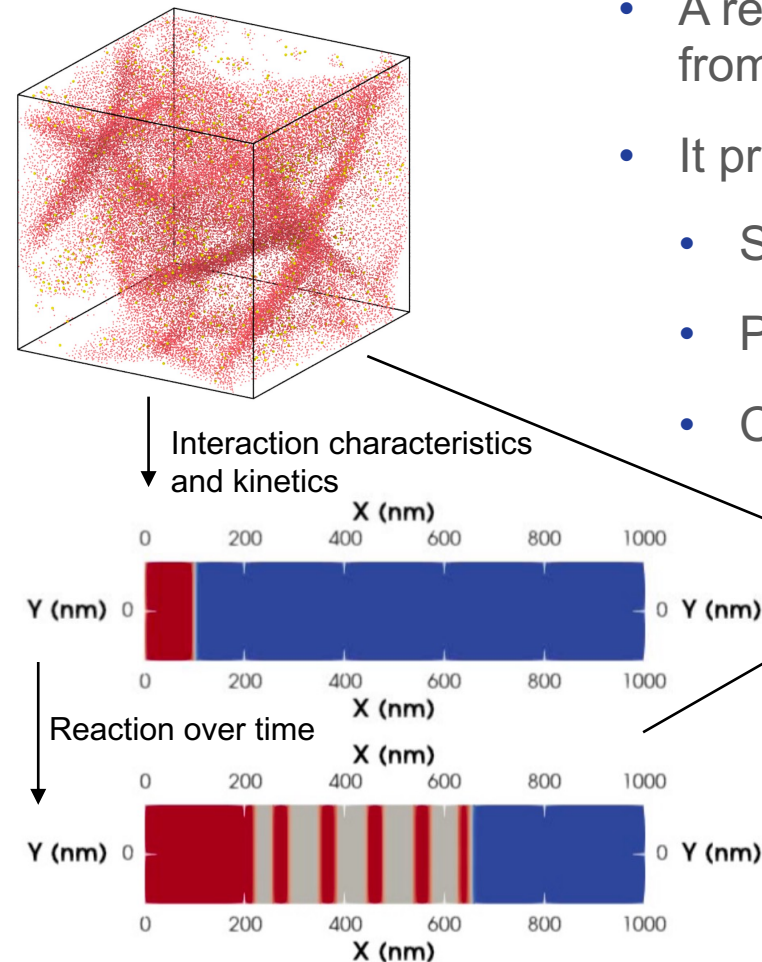 • A re
from
• It pr
• S
• P
• C
Interaction characteristics
and kinetics
X (nm)
0 200 400 600 800 1000
Y (nm) 0 0 Y (nm)
0 200 400 600 800 1000
X (nm)
Reaction over time
X (nm)
0 200 400 600 800 1000
Y (nm) 0 0 Y (nm)
0 200 400 600 800 1000
X (nm)